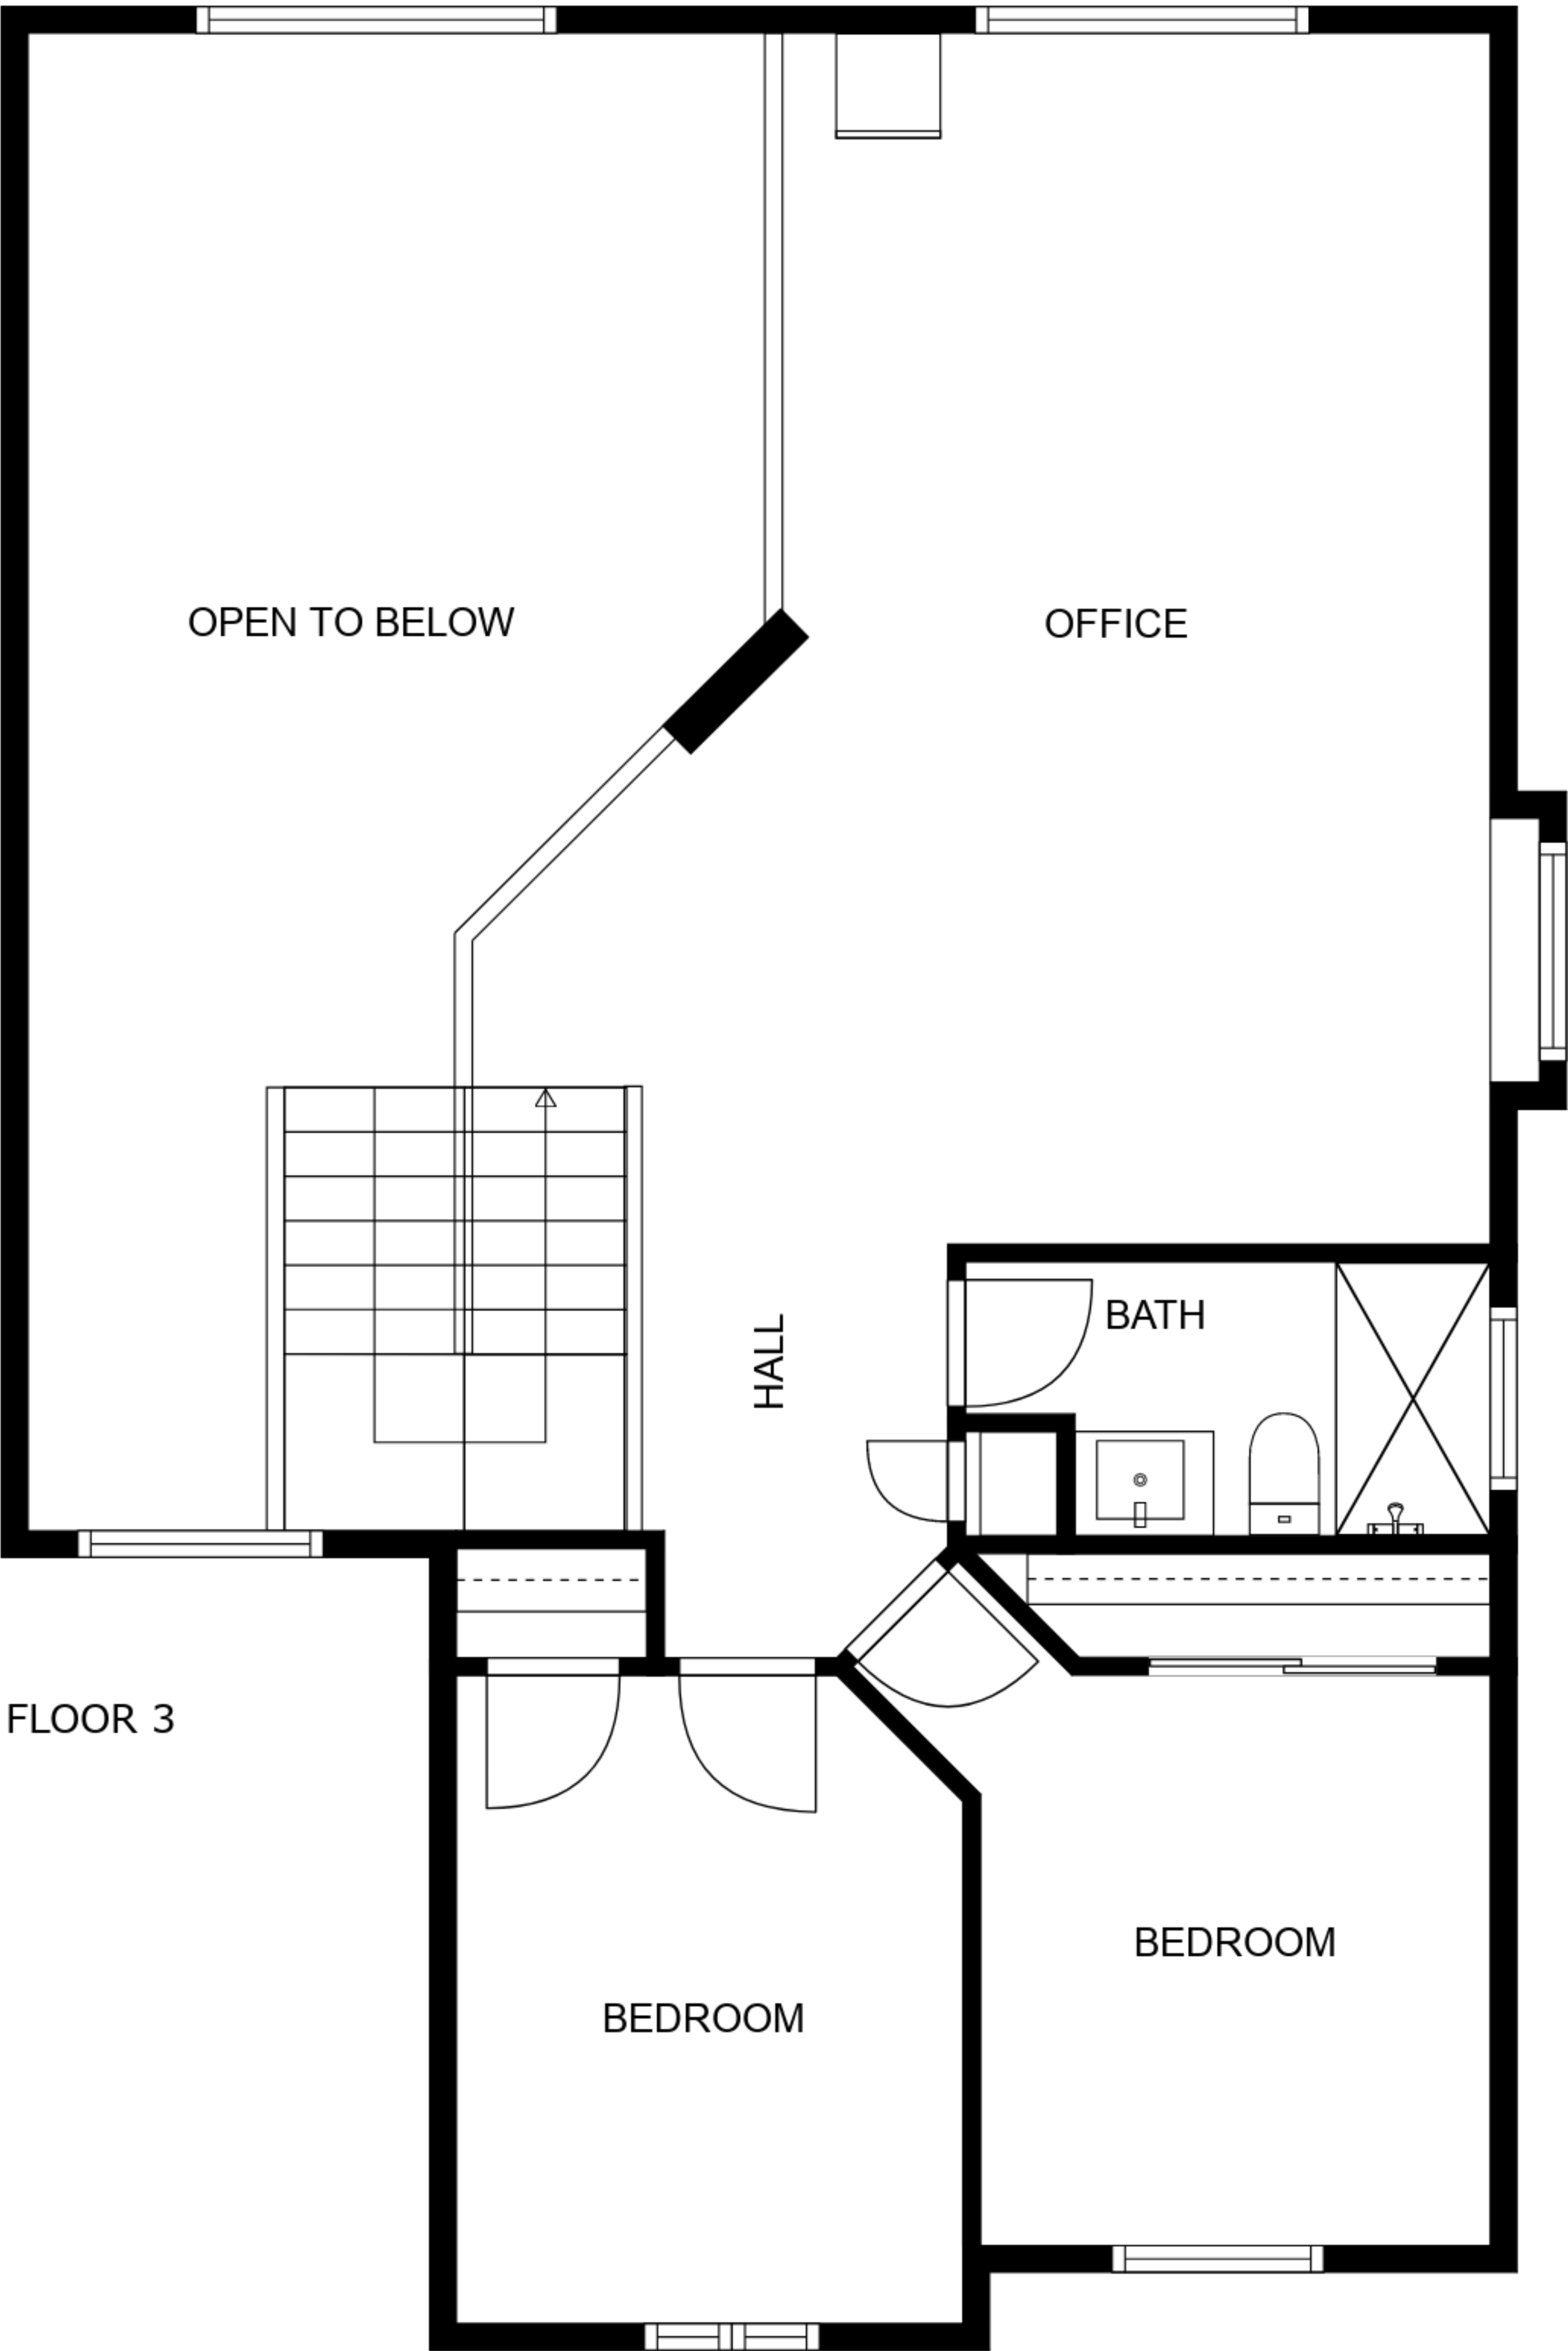 OPEN TO BELOW
OFFICE
HALL
BATH
FLOOR 3
BEDROOM
BEDROOM